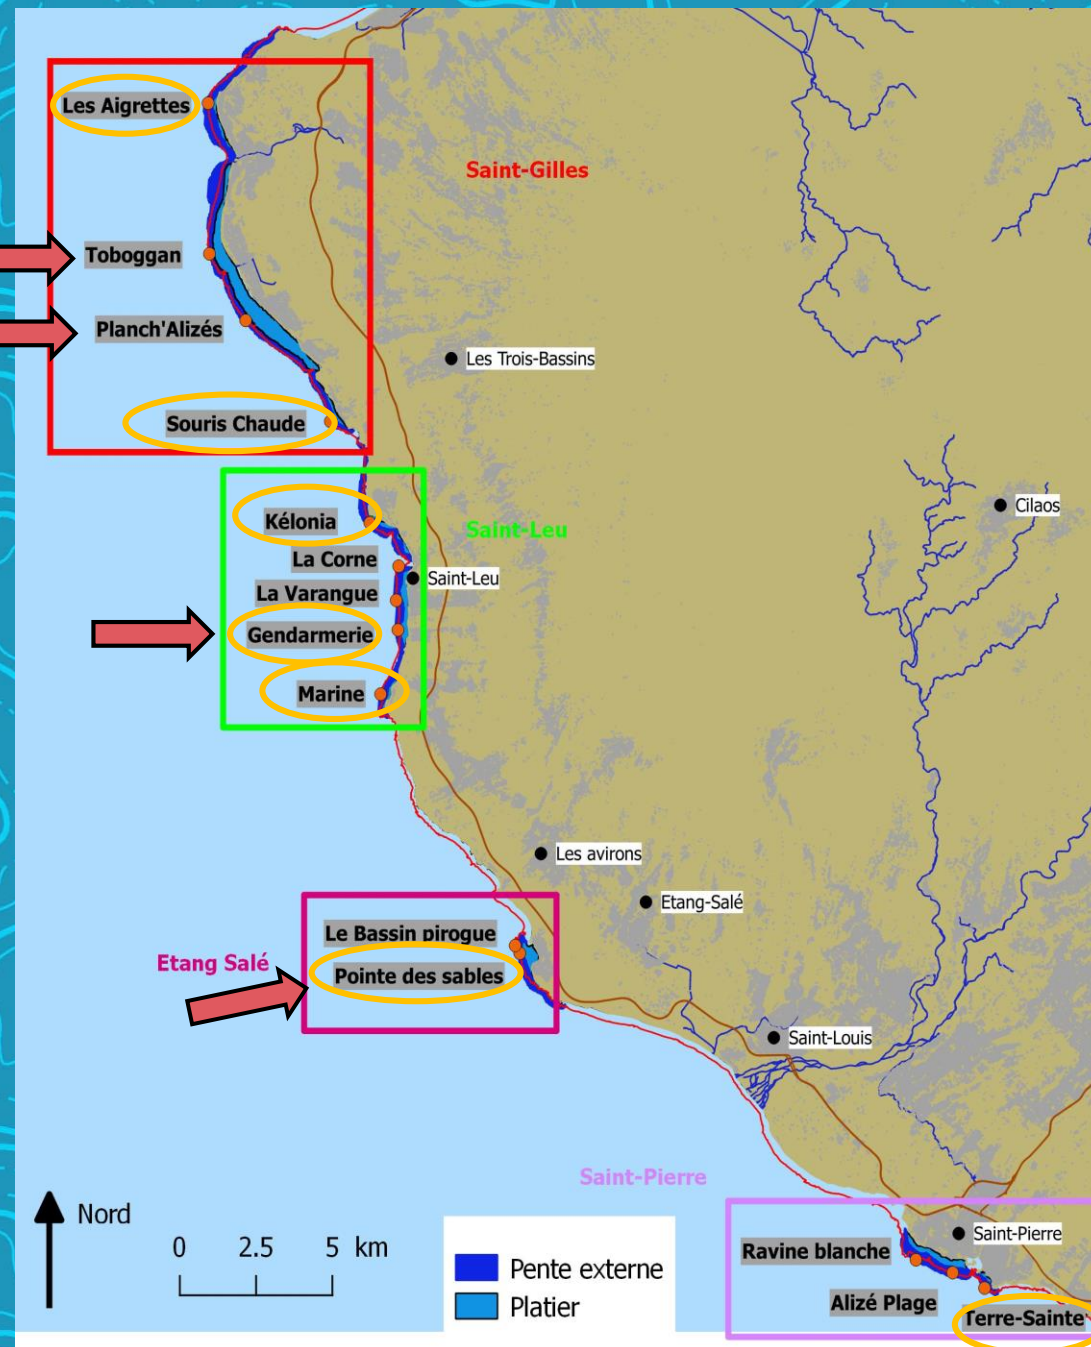 Les Aigrettes
Saint-Gilles
Toboggan
Planch'Alizés
Les Trois-Bassins
Souris Chaude
Kélonia
Cilaos
Saint-Leu
La Corne
Saint-Leu
La Varangue
Gendarmerie
Marine
Les avirons
Etang-Salé
Le Bassin pirogue
Etang Salé
Pointe des sables
Saint-Louis
Saint-Pierre
Nord
0 2.5 5 km
Pente externe
Platier
Saint-Pierre
Ravine blanche
Alizé Plage
Terre-Sainte